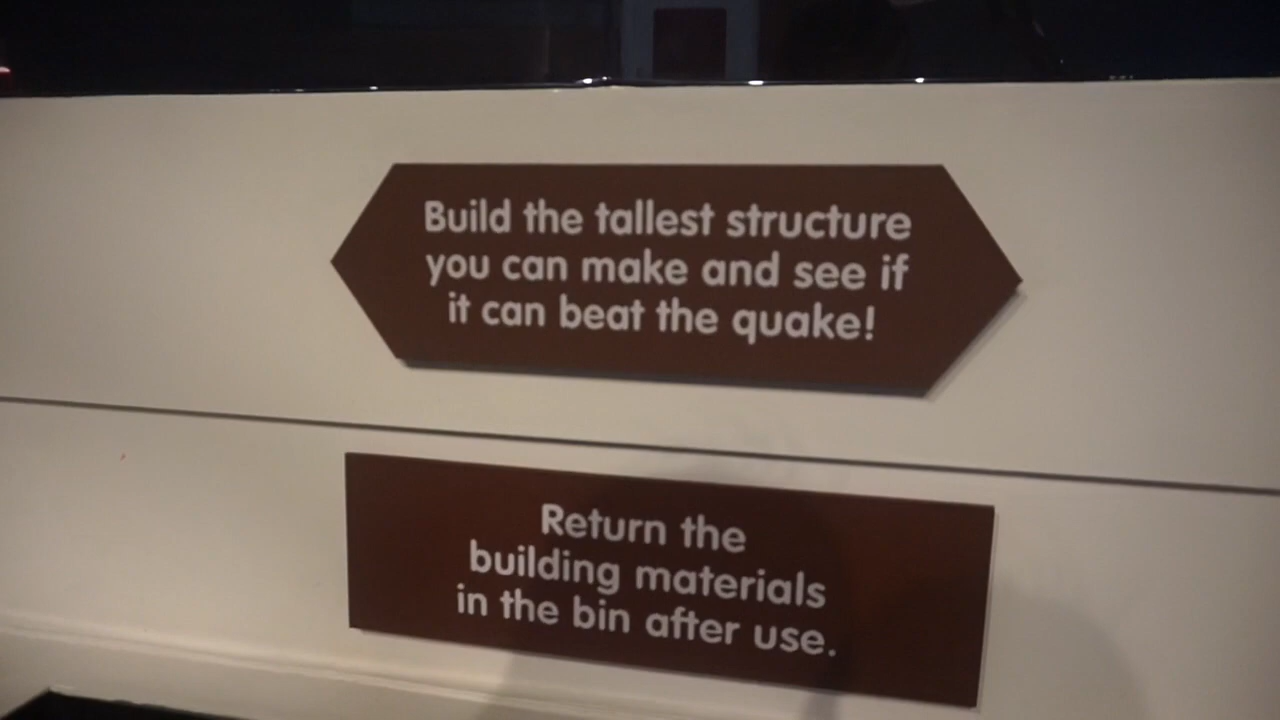 Build the tallest structure
you can make and see if
it can beat the quake!
Return the
building materials
in the bin after use.